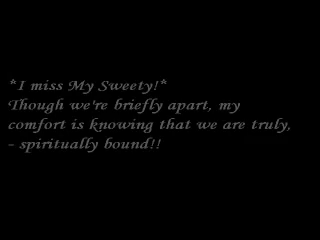 *I miss My Sweety!*
Though we're briefly apart, my
comfort is knowing that we are truly,
- spiritually bound!!